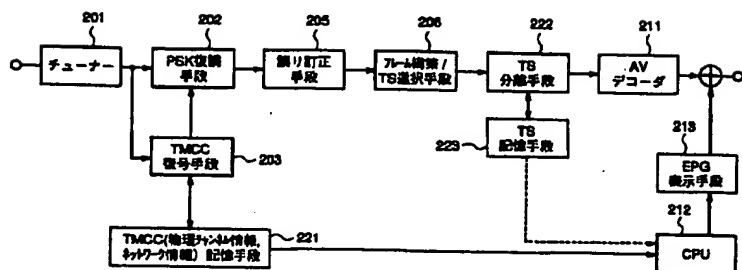 201
チューナー
202
PSK復調
手段
205
誤り訂正
手段
206
フレーム構築/
TS選択手段
222
TS
分離手段
211
AV
デコーダ
TMCC
復号手段
203
223
TS
記憶手段
213
EPG
表示手段
TMCC(物理チャンネル情報,
ネットワーク情報) 記憶手段
221
212
CPU